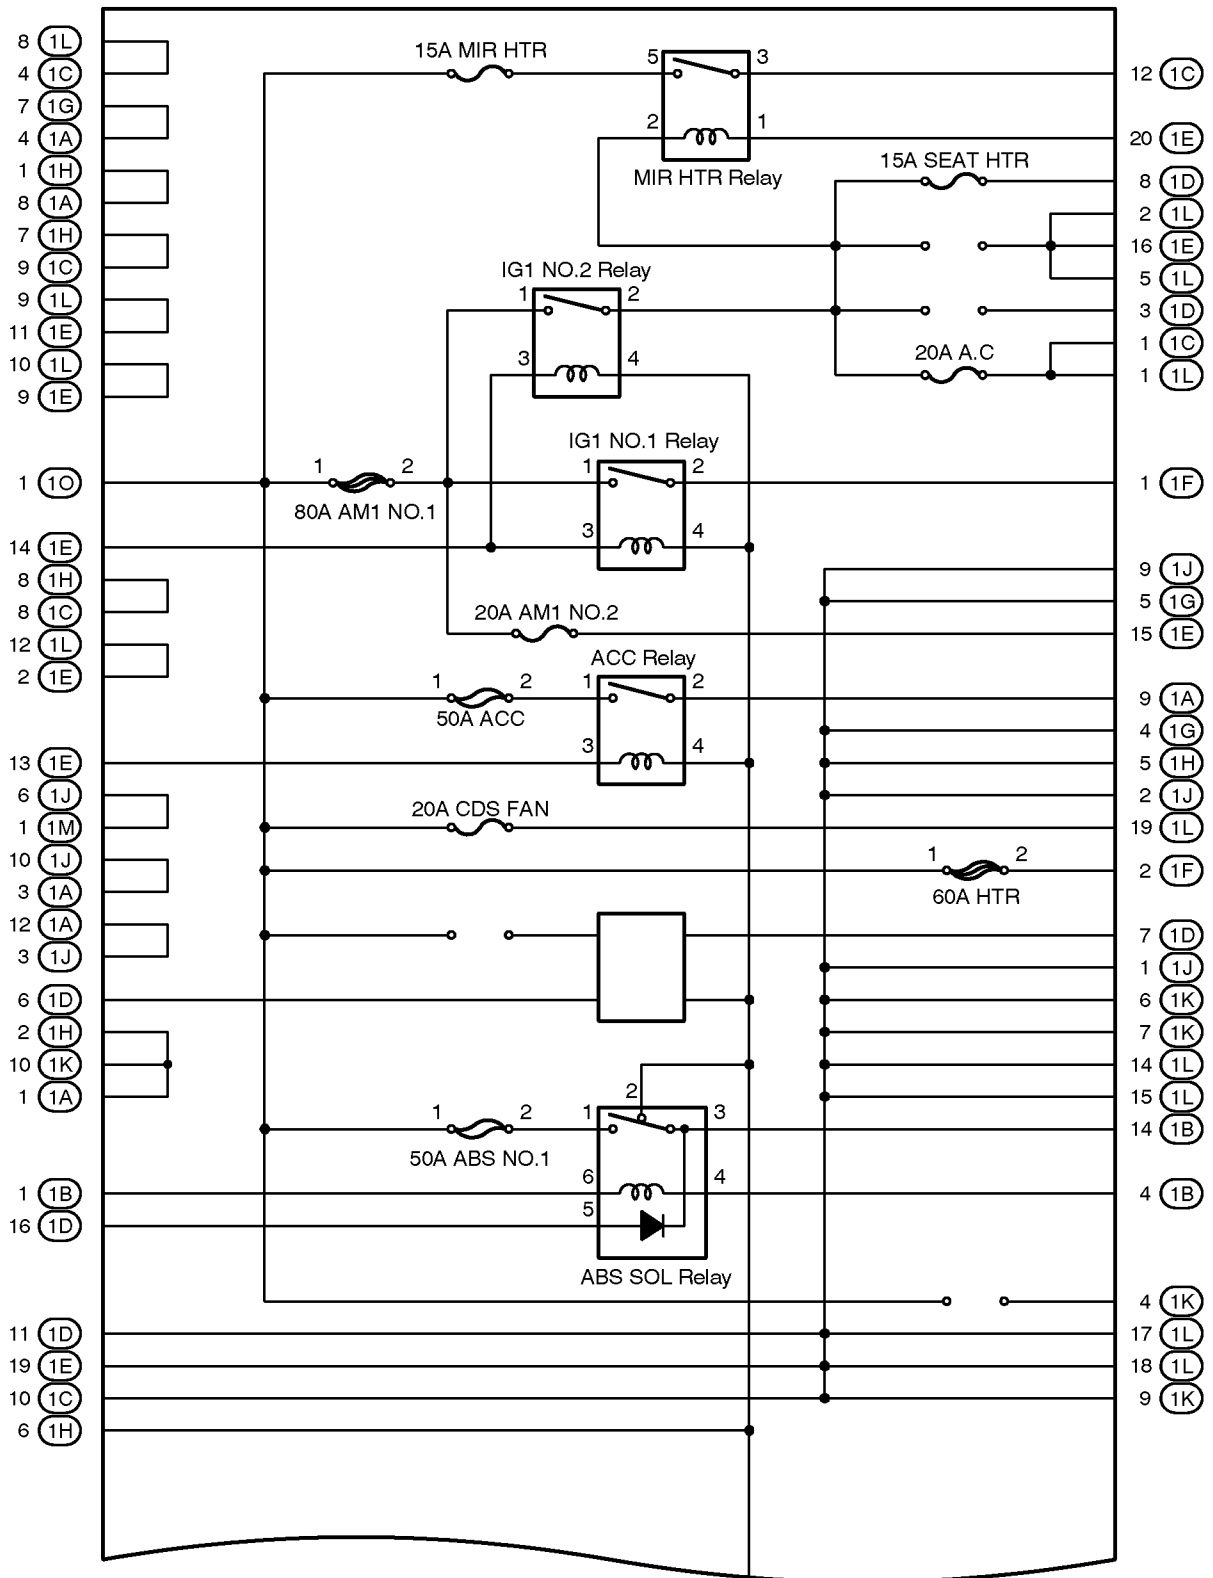 8 1L
15A MIR HTR
5 3
4 1C
12 1C
7 1G
4 1A
2 1
20 1E
15A SEAT HTR
1 1H
MIR HTR Relay
8 1D
8 1A
2 1L
7 1H
16 1E
9 1C
IG1 NO.2 Relay
5 1L
9 1L
1 2
3 1D
11 1E
1 1C
10 1L
3 4
20A A.C
1 1L
9 1E
IG1 NO.1 Relay
1 2
1 2
1 1O
1 1F
80A AM1 NO.1
3 4
14 1E
9 1J
8 1H
5 1G
8 1C
20A AM1 NO.2
15 1E
12 1L
ACC Relay
2 1E
1 2
1 2
9 1A
50A ACC
4 1G
3 4
13 1E
5 1H
6 1J
2 1J
20A CDS FAN
1 1M
19 1L
10 1J
1 2
2 1F
3 1A
60A HTR
12 1A
7 1D
3 1J
1 1J
6 1D
6 1K
2 1H
7 1K
10 1K
14 1L
1 1A
2
15 1L
1 2
1 3
14 1B
50A ABS NO.1
6 4
1 1B
4 1B
5
16 1D
ABS SOL Relay
4 1K
11 1D
17 1L
19 1E
18 1L
10 1C
9 1K
6 1H